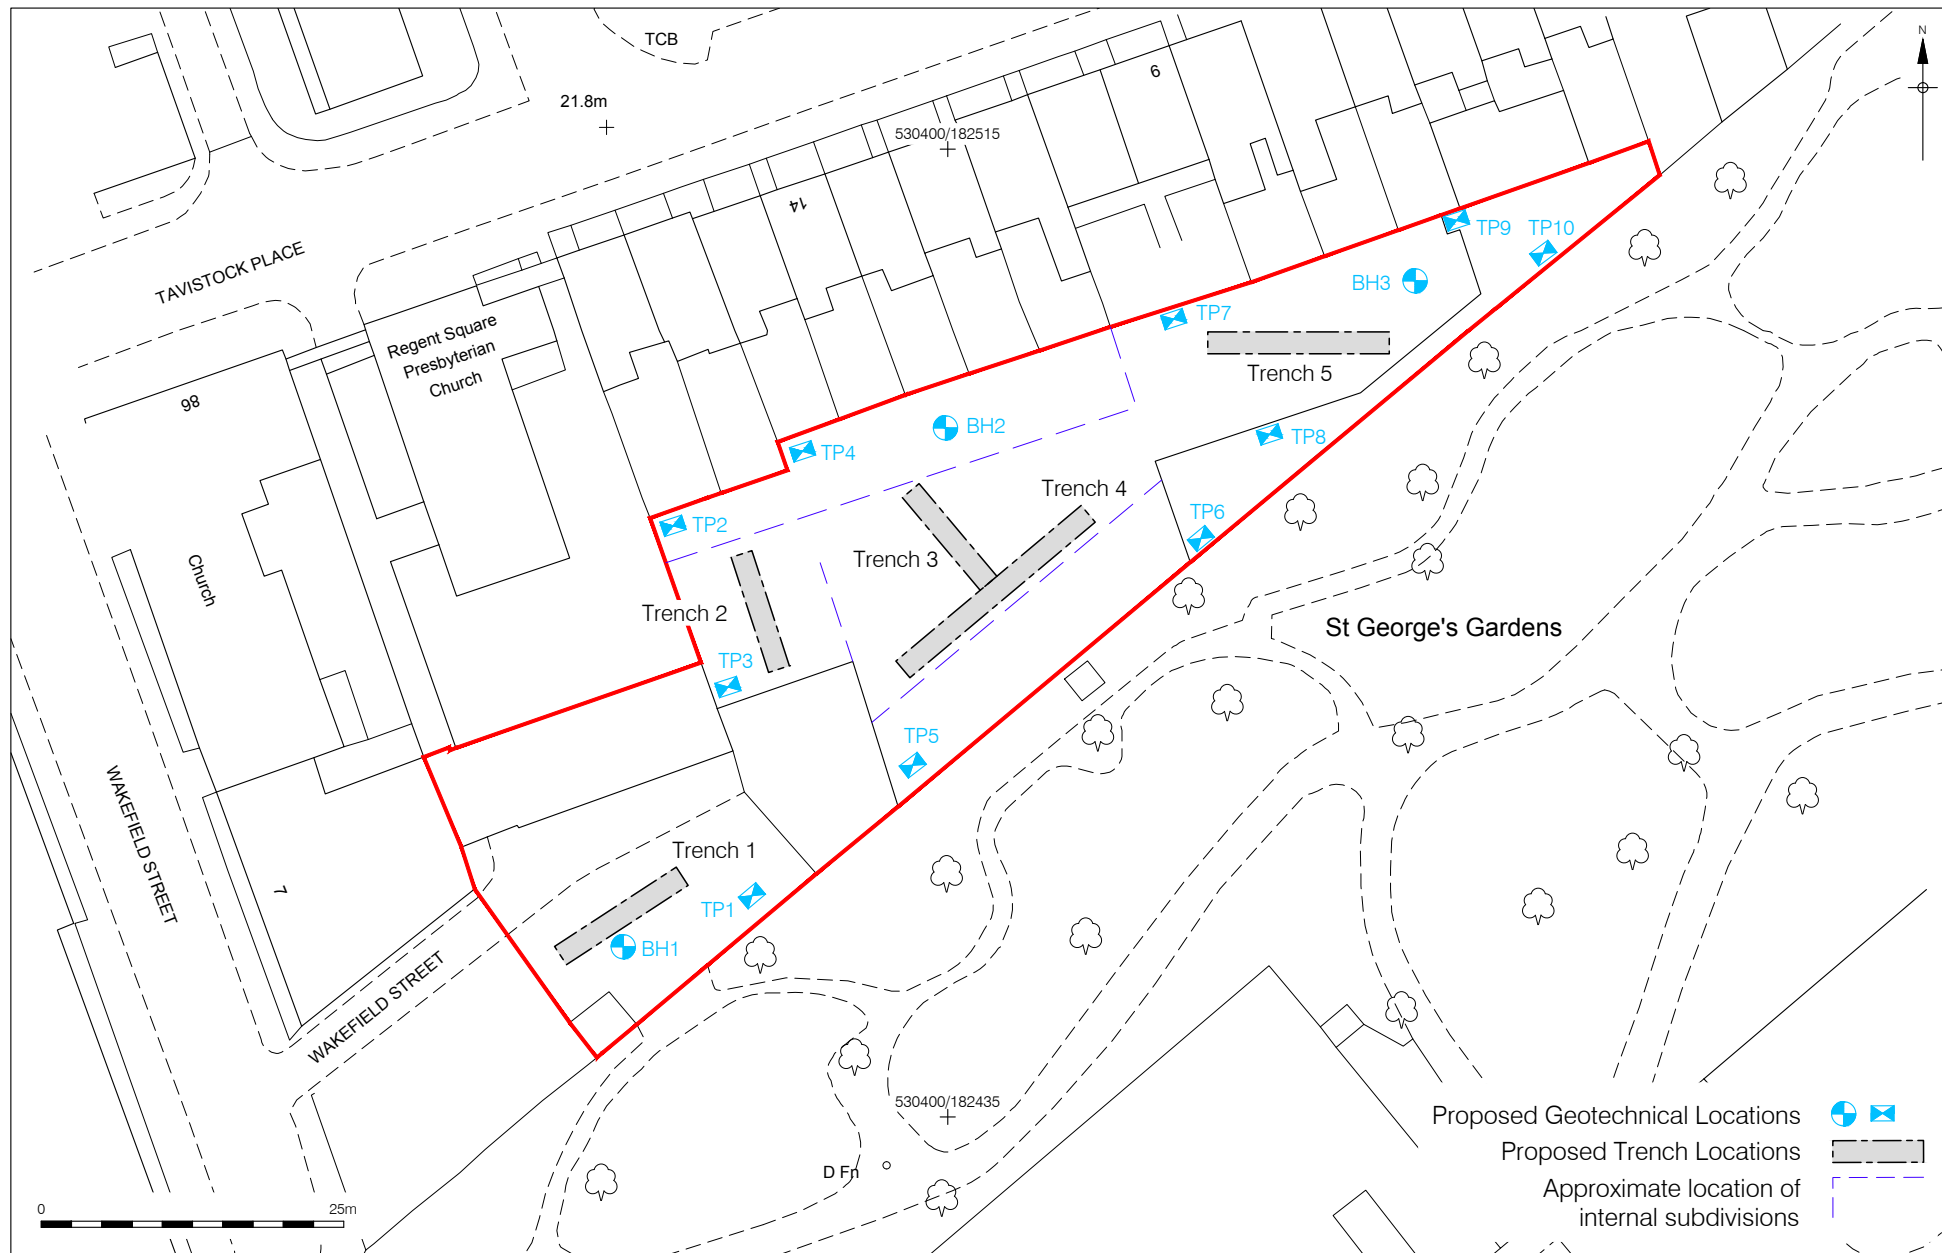 TCB
N
9
21.8m
530400/182515
14
TAVISTOCK PLACE
TP9
TP10
BH3
Regent Square
Presbyterian
Church
TP7
Trench 5
98
BH2
TP4
TP8
Trench 4
TP2
TP6
Trench 3
Church
Trench 2
St George's Gardens
TP3
TP5
WAKEFIELD STREET
Trench 1
7
TP1
BH1
WAKEFIELD STREET
530400/182435
D Fn
Proposed Geotechnical Locations
Proposed Trench Locations
Approximate location of
internal subdivisions
0
25m